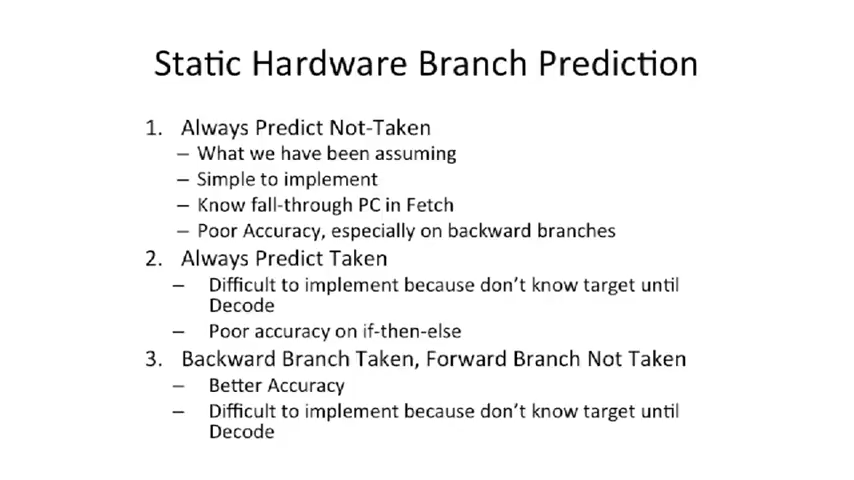 Static Hardware Branch Prediction
1. Always Predict Not-Taken
– What we have been assuming
– Simple to implement
– Know fall-through PC in Fetch
– Poor Accuracy, especially on backward branches
2. Always Predict Taken
– Difficult to implement because don’t know target until
Decode
– Poor accuracy on if-then-else
3. Backward Branch Taken, Forward Branch Not Taken
– Better Accuracy
– Difficult to implement because don’t know target until
Decode